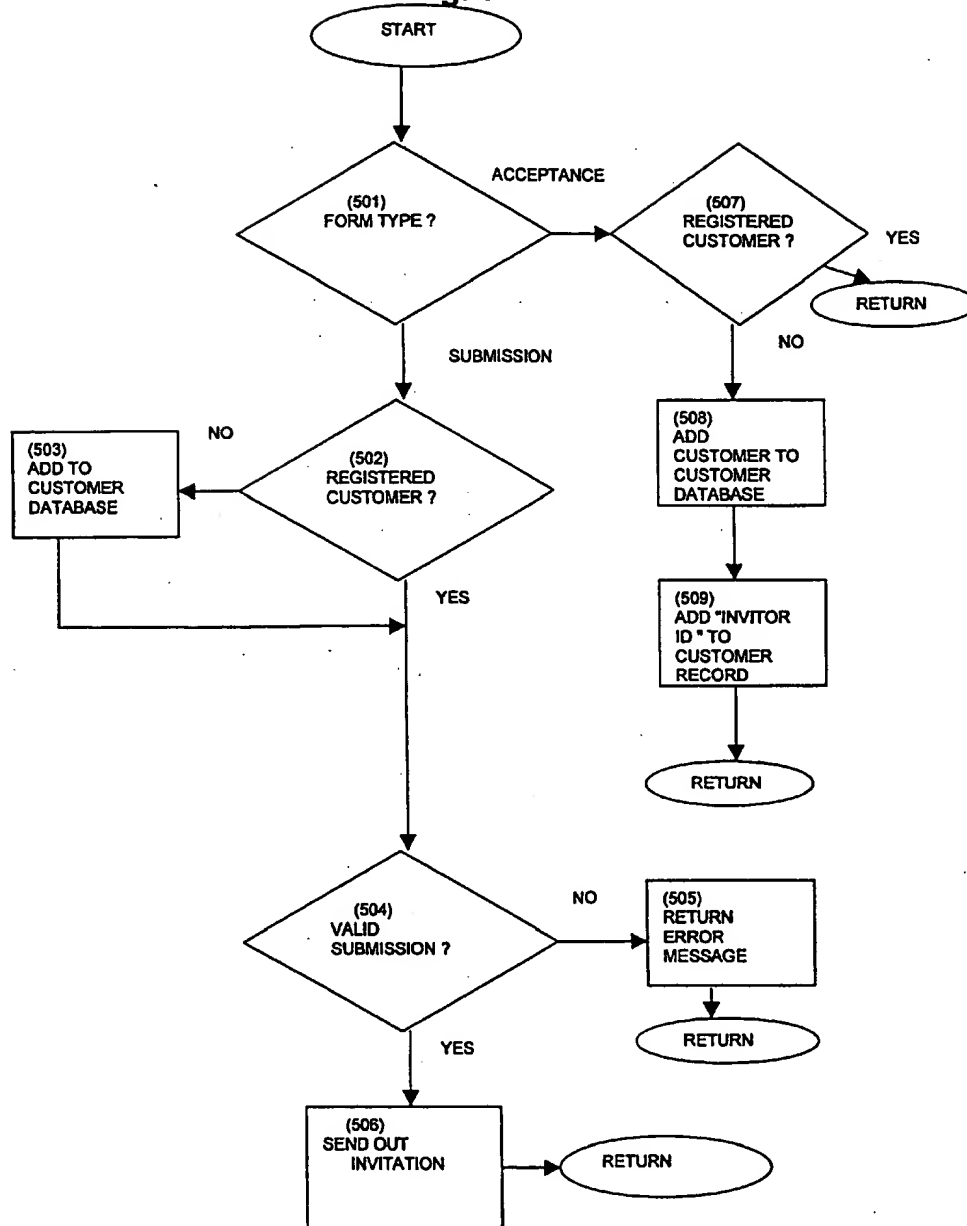 START
ACCEPTANCE
(501)
FORM TYPE ?
(507)
REGISTERED
CUSTOMER ?
YES
RETURN
NO
SUBMISSION
(508)
ADD
CUSTOMER TO
CUSTOMER
DATABASE
NO
(503)
ADD TO
CUSTOMER
DATABASE
(502)
REGISTERED
CUSTOMER ?
YES
(509)
ADD "INVITOR
ID " TO
CUSTOMER
RECORD
RETURN
(504)
VALID
SUBMISSION ?
NO
(505)
RETURN
ERROR
MESSAGE
RETURN
YES
(506)
SEND OUT
INVITATION
RETURN